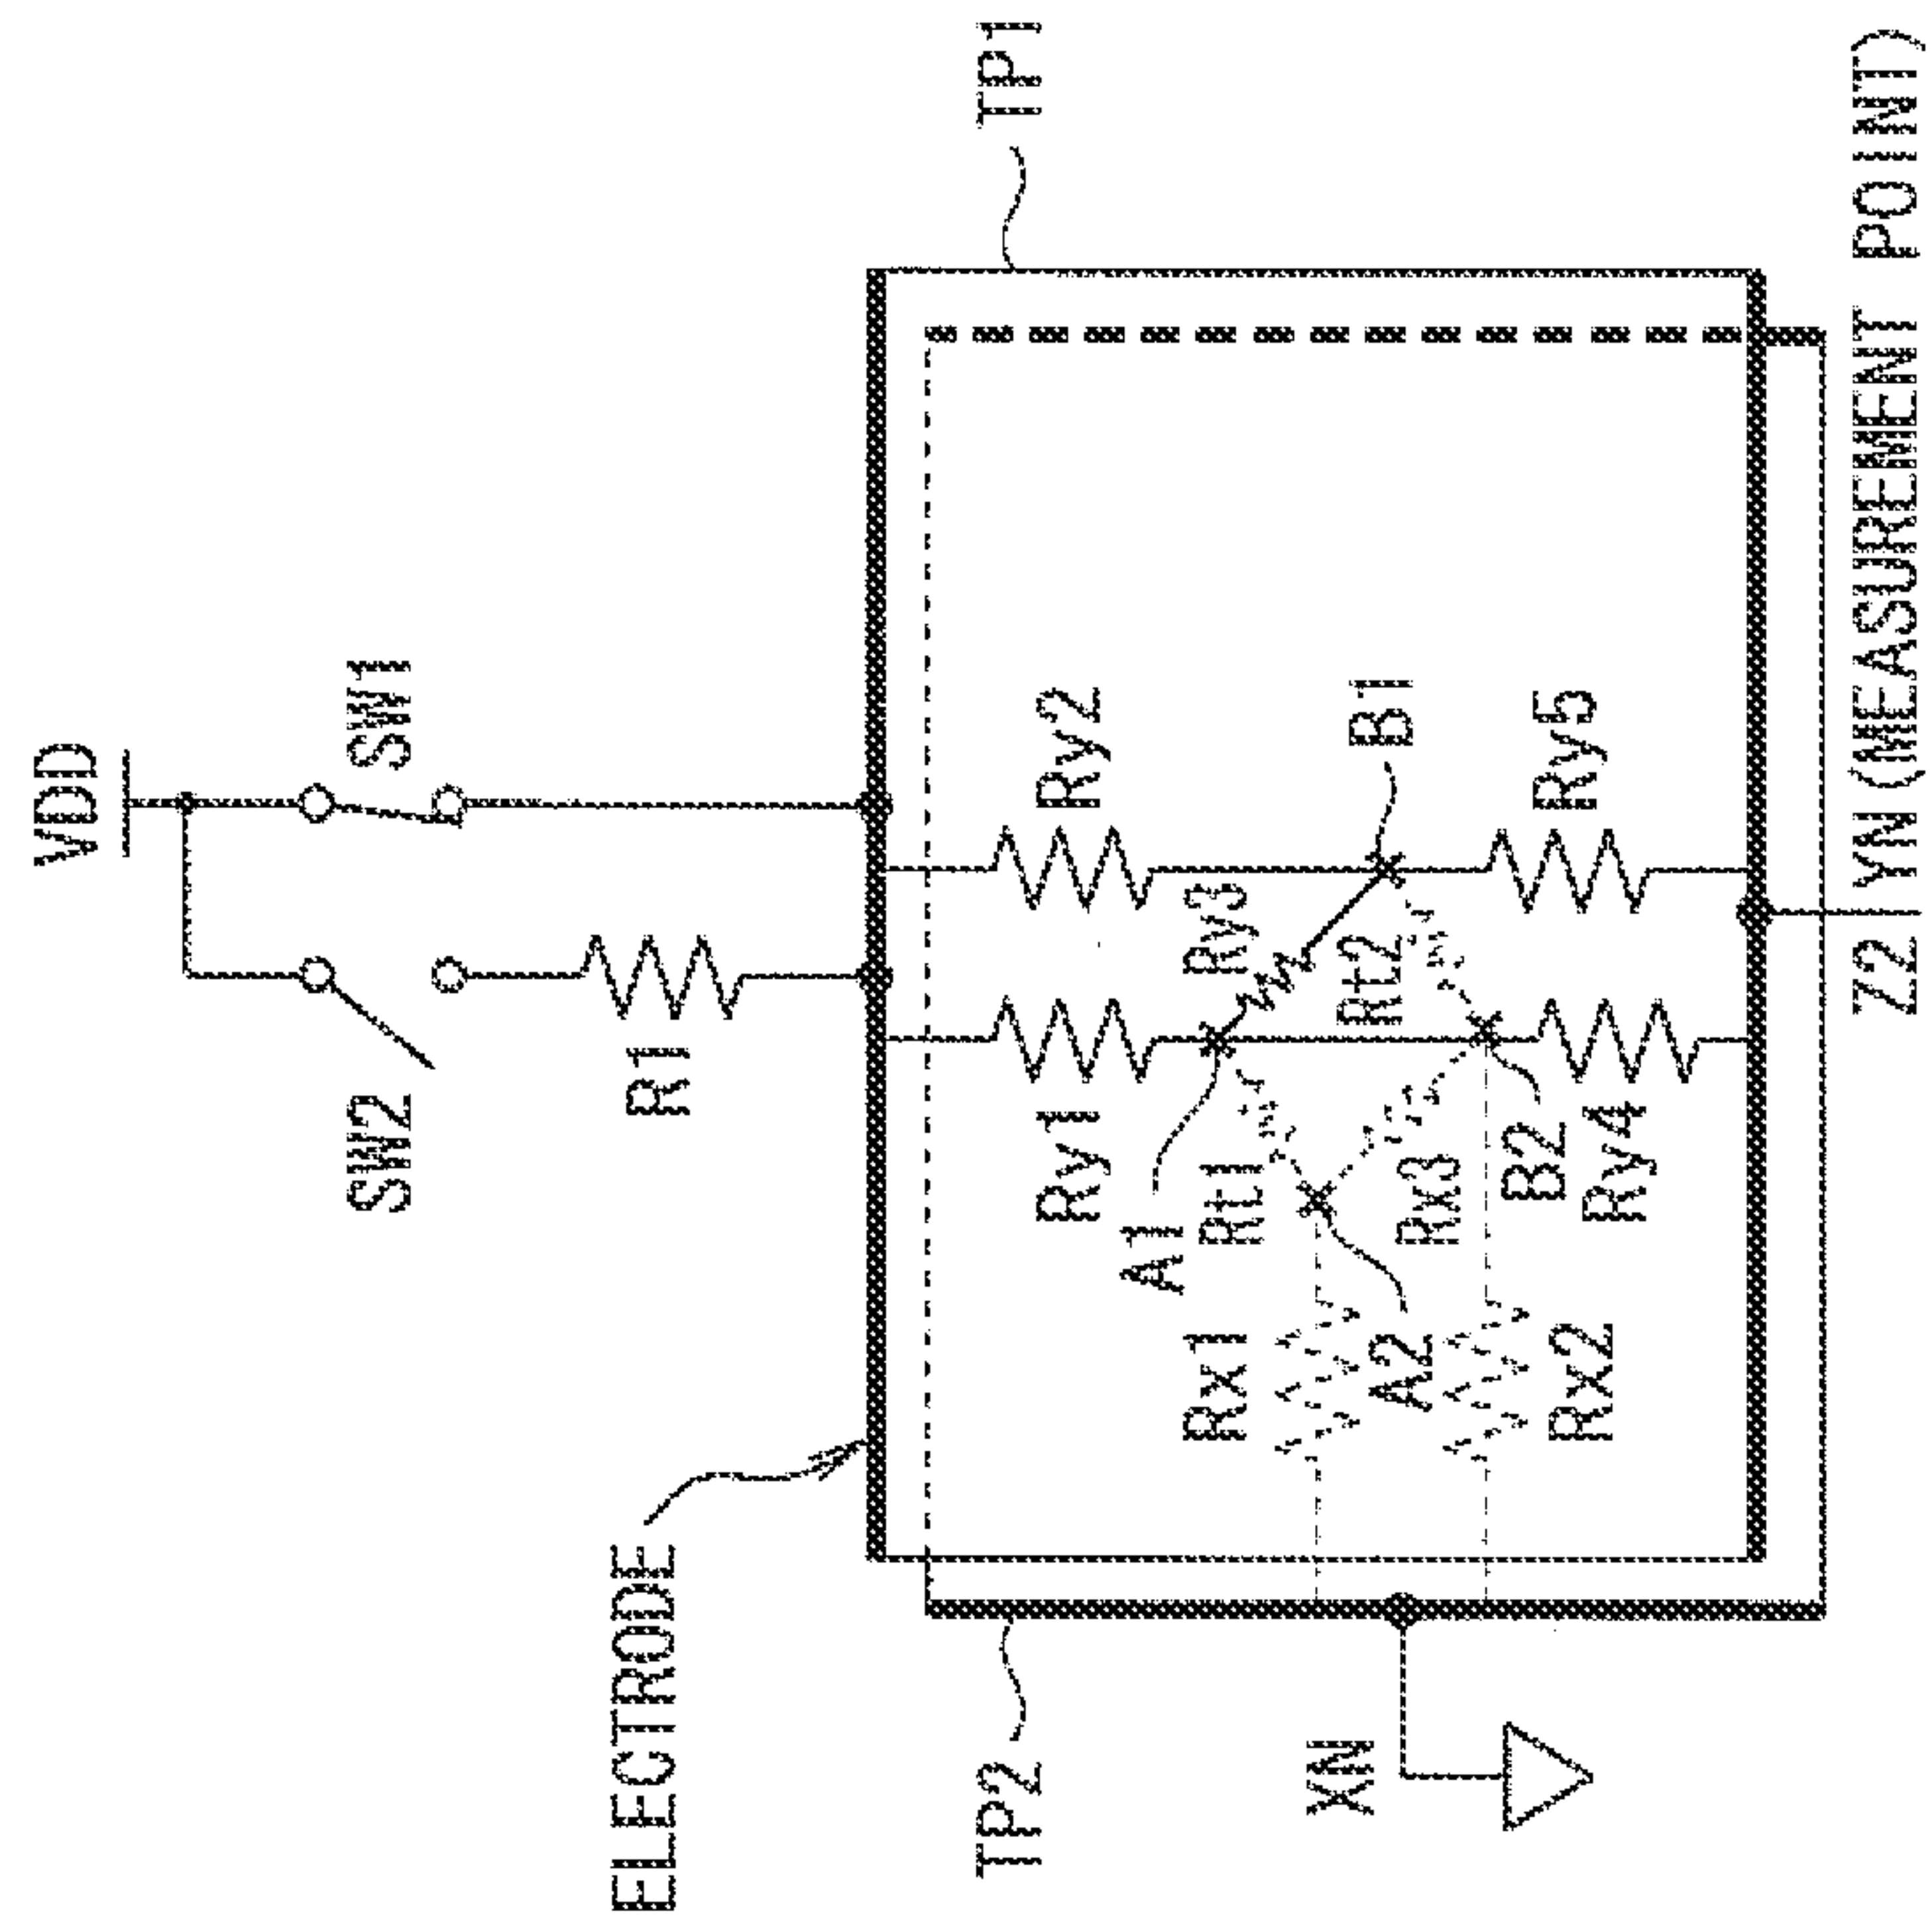 VDD
SW1
SW2
R1
ELECTRODE
TP1
TP2
Ry1
Ry2
Ry3
A1
Rt1
Rt2
B1
Rx1
A2
Rx3
B2
Rx2
Ry4
Ry5
XN
Z2 YN (MEASUREMENT POINT)